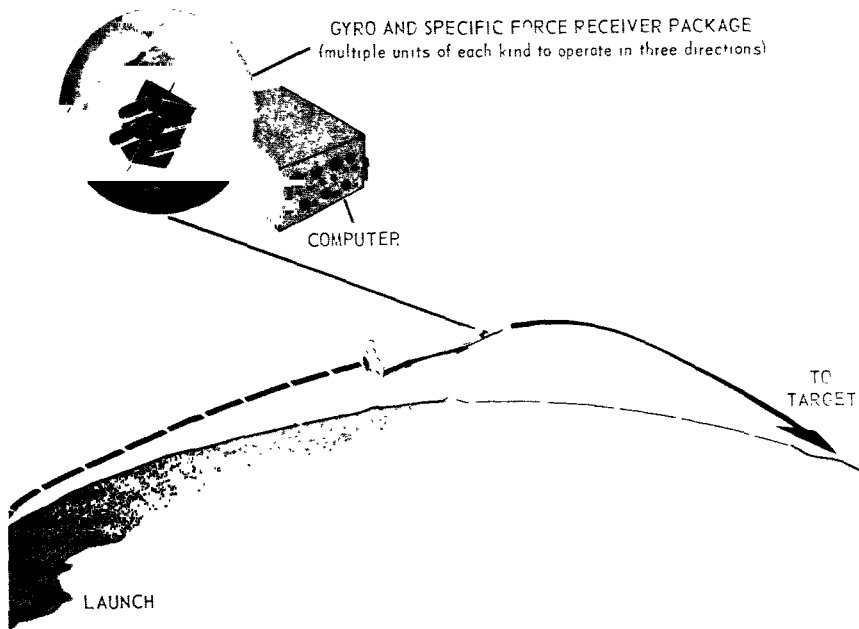 GYRO AND SPECIFIC FORCE RECEIVER PACKAGE
(multiple units of each kind to operate in three directions)
COMPUTER
TO
TARGET
LAUNCH